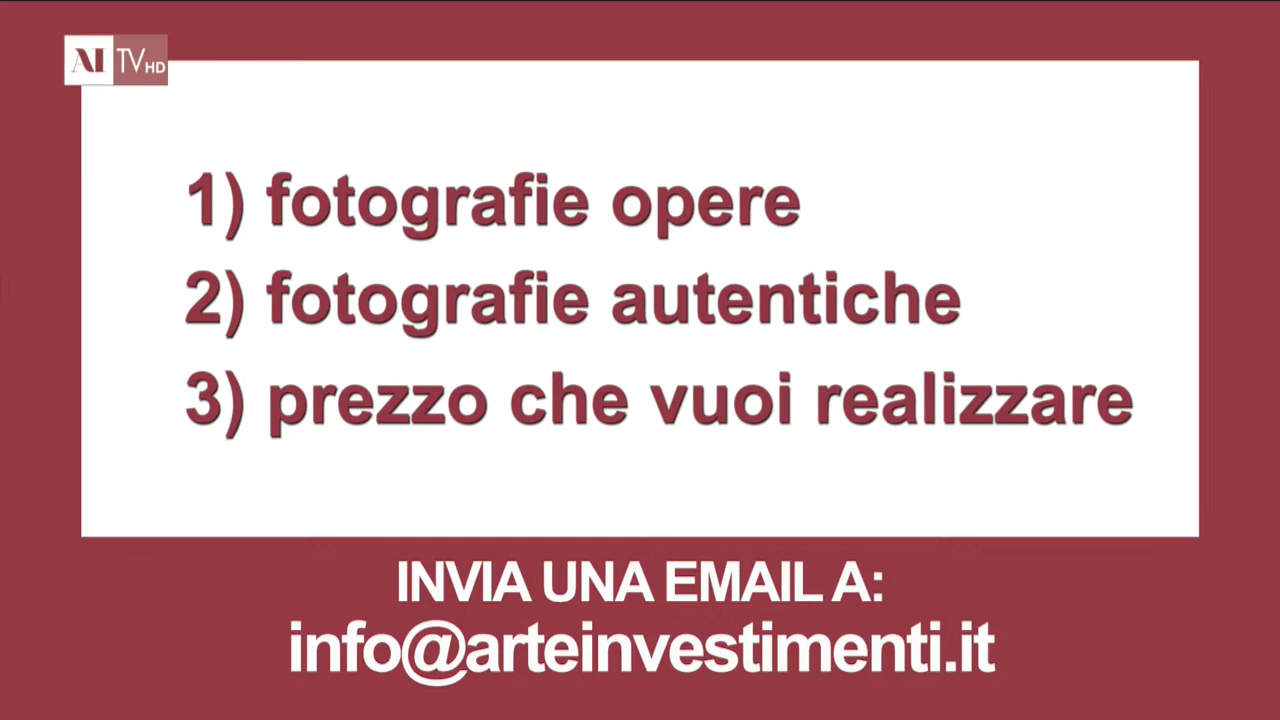 AI TV HD
1) fotografie opere
2) fotografie autentiche
3) prezzo che vuoi realizzare
INVIA UNA EMAIL A:
info@arteinvestimenti.it